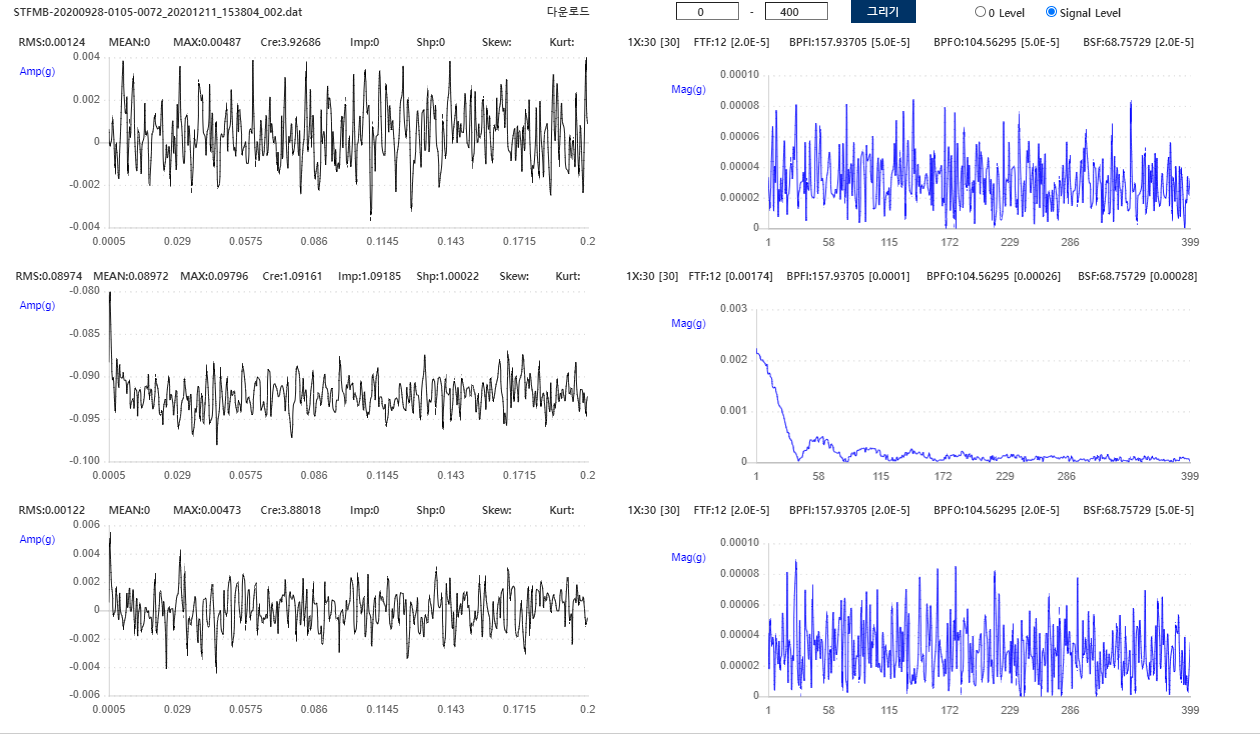 STFMB-20200928-0105-0072_20201211_153804_002.dat 다운로드 0 - 400 그리기 0 Level Signal Level
RMS:0.00124 MEAN:0 MAX:0.00487 Cre:3.92686 Imp:0 Shp:0 Skew: Kurt:
Amp(g)
0.004
0.002
0
-0.002
-0.004
0.0005 0.029 0.0575 0.086 0.1145 0.143 0.1715 0.2
1X:30 [30] FTF:12 [2.0E-5] BPFI:157.93705 [5.0E-5] BPFO:104.56295 [5.0E-5] BSF:68.75729 [2.0E-5]
Mag(g)
0.00010
0.00008
0.00006
0.00004
0.00002
0
1 58 115 172 229 286 399
RMS:0.08974 MEAN:0.08972 MAX:0.09796 Cre:1.09161 Imp:1.09185 Shp:1.00022 Skew: Kurt:
Amp(g)
-0.080
-0.085
-0.090
-0.095
-0.100
0.0005 0.029 0.0575 0.086 0.1145 0.143 0.1715 0.2
1X:30 [30] FTF:12 [0.00174] BPFI:157.93705 [0.0001] BPFO:104.56295 [0.00026] BSF:68.75729 [0.00028]
Mag(g)
0.003
0.002
0.001
0
1 58 115 172 229 286 399
RMS:0.00122 MEAN:0 MAX:0.00473 Cre:3.88018 Imp:0 Shp:0 Skew: Kurt:
Amp(g)
0.006
0.004
0.002
0
-0.002
-0.004
-0.006
0.0005 0.029 0.0575 0.086 0.1145 0.143 0.1715 0.2
1X:30 [30] FTF:12 [2.0E-5] BPFI:157.93705 [2.0E-5] BPFO:104.56295 [2.0E-5] BSF:68.75729 [5.0E-5]
Mag(g)
0.00010
0.00008
0.00006
0.00004
0.00002
0
1 58 115 172 229 286 399